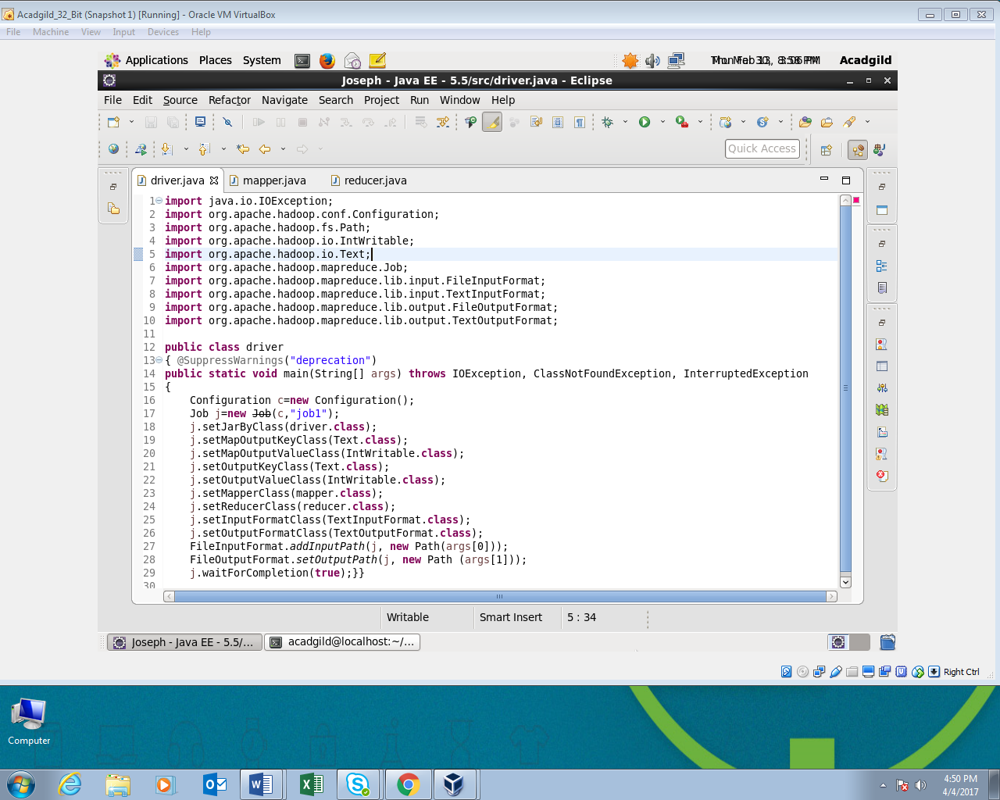 Acadgild_32_Bit (Snapshot 1) [Running] - Oracle VM VirtualBox
File Machine View Input Devices Help
Applications Places System
Acadgild
Joseph - Java EE - 5.5/src/driver.java - Eclipse
File Edit Source Refactor Navigate Search Project Run Window Help
Quick Access
driver.java mapper.java reducer.java
1 import java.io.IOException;
2 import org.apache.hadoop.conf.Configuration;
3 import org.apache.hadoop.fs.Path;
4 import org.apache.hadoop.io.IntWritable;
5 import org.apache.hadoop.io.Text;
6 import org.apache.hadoop.mapreduce.Job;
7 import org.apache.hadoop.mapreduce.lib.input.FileInputFormat;
8 import org.apache.hadoop.mapreduce.lib.input.TextInputFormat;
9 import org.apache.hadoop.mapreduce.lib.output.FileOutputFormat;
10 import org.apache.hadoop.mapreduce.lib.output.TextOutputFormat;
11
12 public class driver
13 { @SuppressWarnings("deprecation")
14 public static void main(String[] args) throws IOException, ClassNotFoundException, InterruptedException
15 {
16 Configuration c=new Configuration();
17 Job j=new Job(c,"job1");
18 j.setJarByClass(driver.class);
19 j.setMapOutputKeyClass(Text.class);
20 j.setMapOutputValueClass(IntWritable.class);
21 j.setOutputKeyClass(Text.class);
22 j.setOutputValueClass(IntWritable.class);
23 j.setMapperClass(mapper.class);
24 j.setReducerClass(reducer.class);
25 j.setInputFormatClass(TextInputFormat.class);
26 j.setOutputFormatClass(TextOutputFormat.class);
27 FileInputFormat.addInputPath(j, new Path(args[0]));
28 FileOutputFormat.setOutputPath(j, new Path (args[1]));
29 j.waitForCompletion(true);}}
30
Writable Smart Insert 5 : 34
Joseph - Java EE - 5.5/... acadgild@localhost:~/...
Right Ctrl
Computer
4:50 PM
4/4/2017